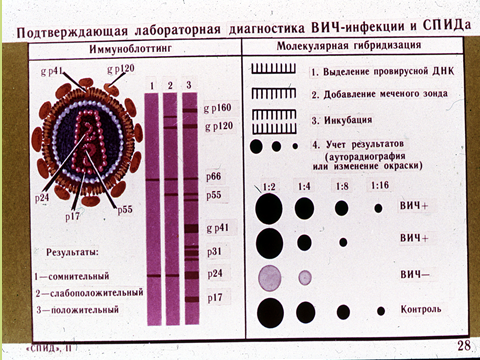 Подтверждающая лабораторная диагностика ВИЧ-инфекции и СПИДа
Иммуноблоттинг
g p41
g p120
1 2 3
g p160
g p120
p66
p55
g p41
p31
p24
p17
p24
p17
p55
Результаты:
1—сомнительный
2—слабоположительный
3—положительный
Молекулярная гибридизация
1. Выделение провирусной ДНК
2. Добавление меченого зонда
3. Инкубация
4. Учет результатов
(ауторадиография
или изменение окраски)
1:2 1:4 1:8 1:16
ВИЧ+
ВИЧ+
ВИЧ—
Контроль
«СПИД», II
28